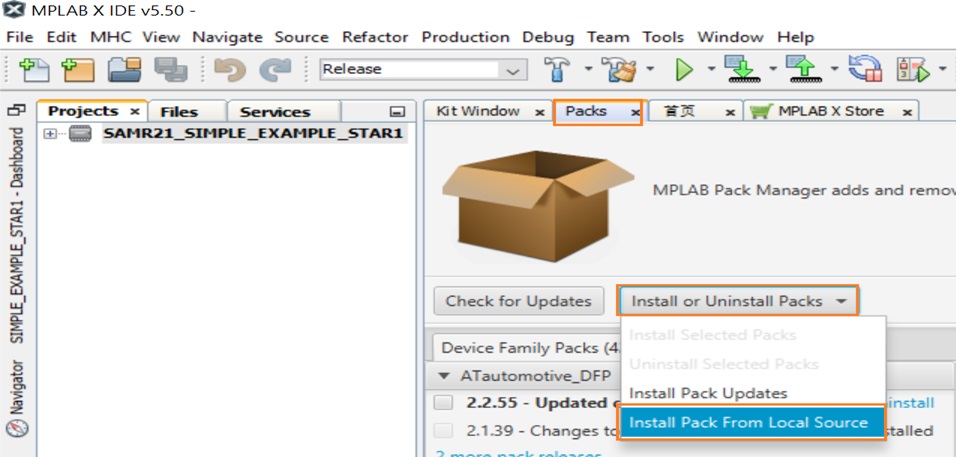 MPLAB X IDE v5.50 -
File Edit MHC View Navigate Source Refactor Production Debug Team Tools Window Help
Release
Projects × Files Services
Kit Window × Packs × 首页 × MPLAB X Store ×
SAMR21_SIMPLE_EXAMPLE_STAR1
SIMPLE_EXAMPLE_STAR1 - Dashboard
Navigator
MPLAB Pack Manager adds and remov
Check for Updates
Install or Uninstall Packs
Install Selected Packs
Uninstall Selected Packs
Install Pack Updates
Install Pack From Local Source
Device Family Packs (4
ATautomotive_DFP
2.2.55 - Updated install
2.1.39 - Changes to stalled
2 more pack releases